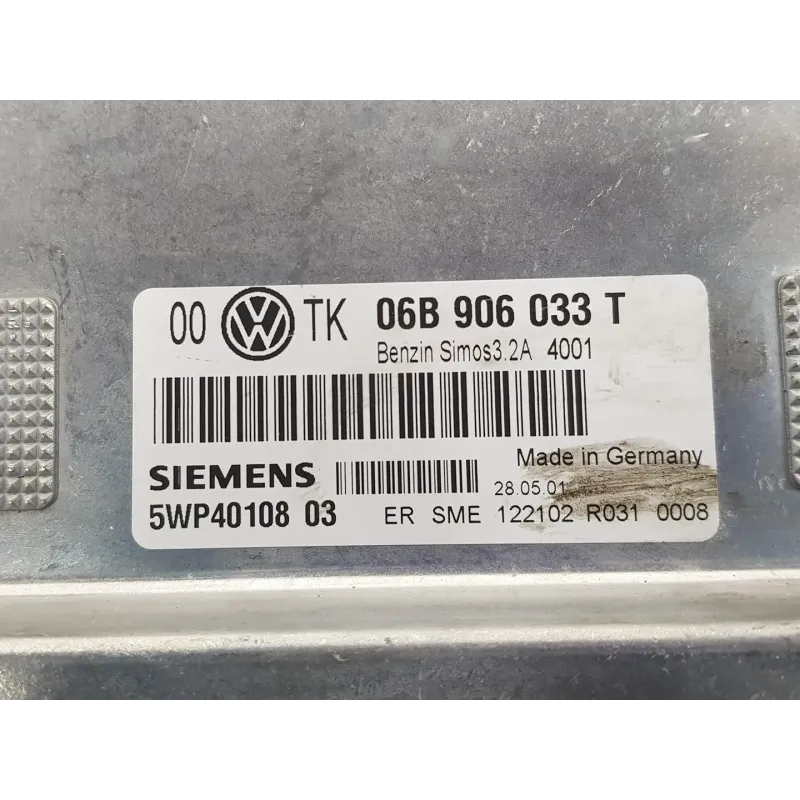 00 VW TK 06B 906 033 T
Benzin Simos3.2A 4001
Made in Germany
SIEMENS
28.05.01
5WP40108 03 ER SME 122102 R031 0008